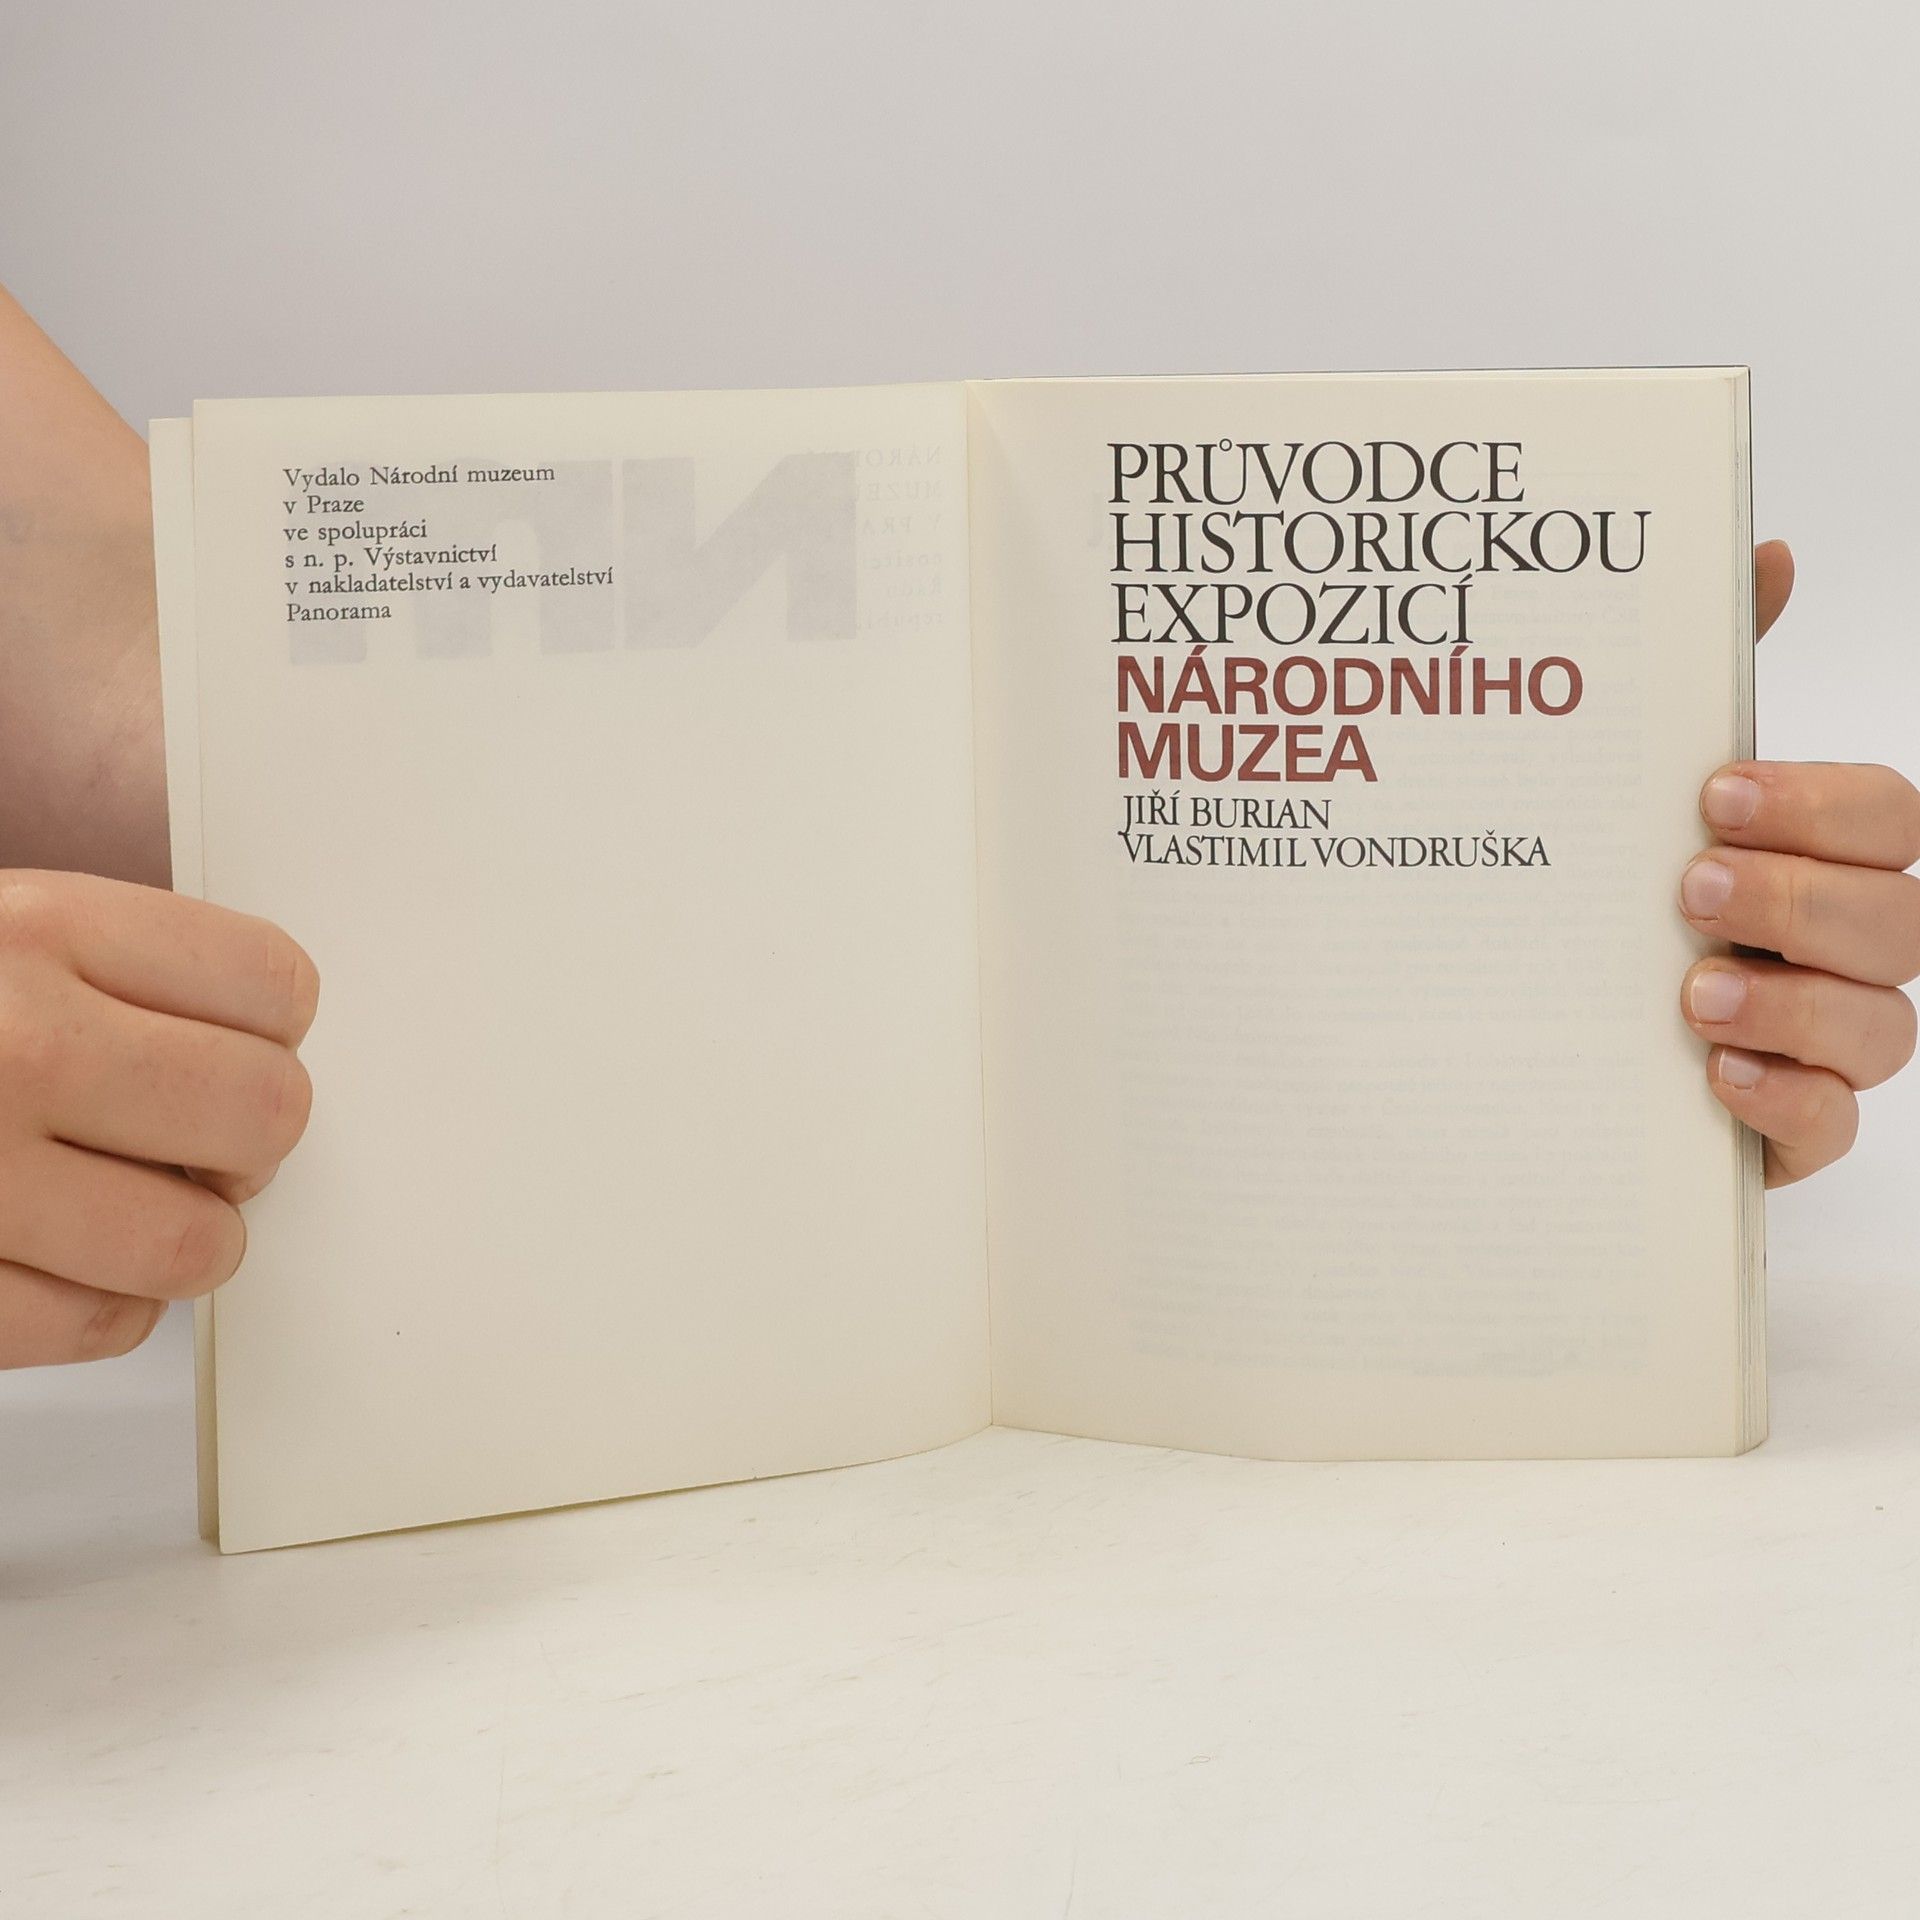 Vydalo Národní muzeum
v Praze
ve spolupráci
s n. p. Výstavnictví
v nakladatelství a vydavatelství
Panorama
PRŮVODCE
HISTORICKOU
EXPOZICÍ
NÁRODNÍHO
MUZEA
JIŘÍ BURIAN
VLASTIMIL VONDRUŠKA